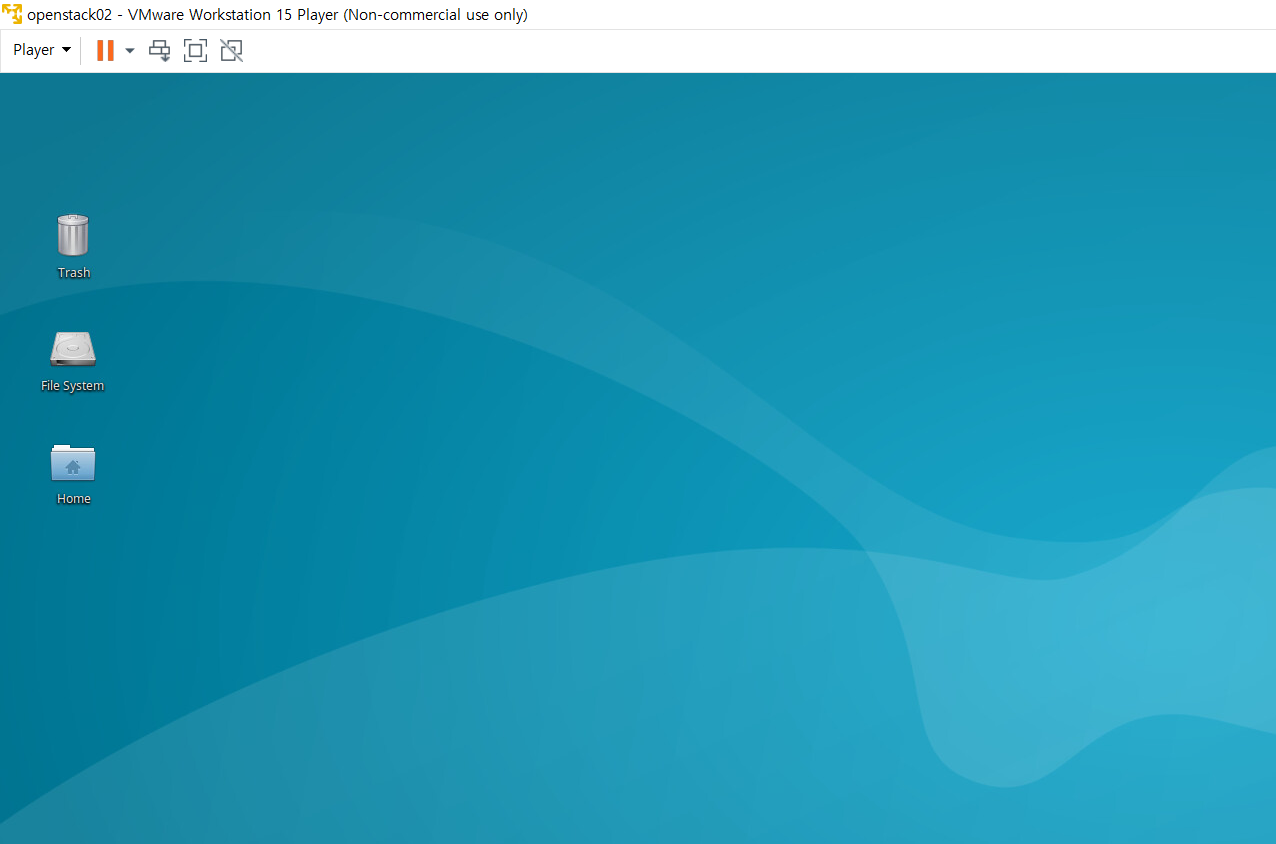 openstack02 - VMware Workstation 15 Player (Non-commercial use only)
Player
Trash
File System
Home